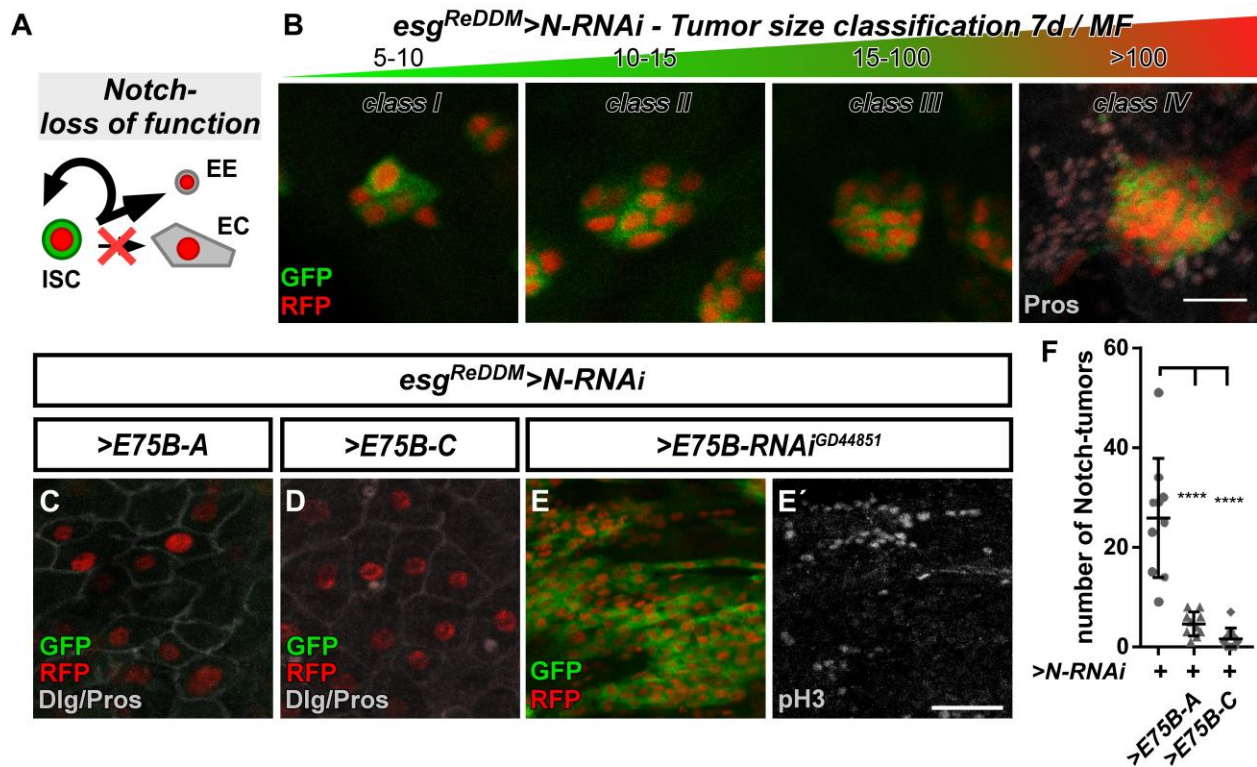 A
Notch-
loss of function
EE
EC
ISC
B
esgReDDM>N-RNAi - Tumor size classification 7d / MF
5-10
10-15
15-100
>100
class I
class II
class III
class IV
GFP
RFP
Pros
esgReDDM>N-RNAi
>E75B-A
>E75B-C
>E75B-RNAiGD44851
C
GFP
RFP
Dlg/Pros
D
GFP
RFP
Dlg/Pros
E
GFP
RFP
E´
pH3
F
number of Notch-tumors
60
40
20
0
****
****
>N-RNAi
+
+
+
>E75B-A
>E75B-C